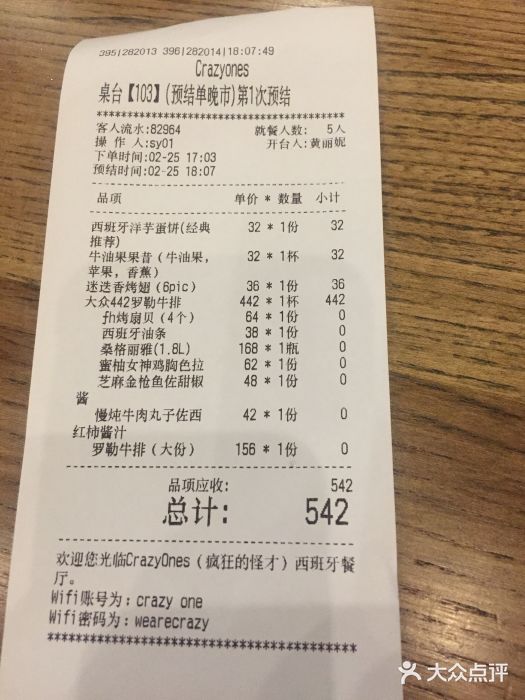 395|282013 396|282014|18:07:49
Crazyones
桌台【103】(预结单晚市)第1次预结
****************************************
客人流水:82964 就餐人数: 5人
操 作 人:sy01 开台人:黄丽妮
下单时间:02-25 17:03
预结时间:02-25 18:07
品项 单价 * 数量 小计
西班牙洋芋蛋饼(经典 32 * 1份 32
推荐)
牛油果果昔（牛油果, 32 * 1杯 32
苹果, 香蕉）
迷迭香烤翅（6pic） 36 * 1份 36
大众442罗勒牛排 442 * 1杯 442
fh烤扇贝（4个） 64 * 1份 0
西班牙油条 38 * 1份 0
桑格丽雅(1.8L) 168 * 1瓶 0
蜜柚女神鸡胸色拉 62 * 1份 0
芝麻金枪鱼佐甜椒 48 * 1份 0
酱
慢炖牛肉丸子佐西 42 * 1份 0
红柿酱汁
罗勒牛排（大份） 156 * 1份 0
品项应收: 542
总计: 542
欢迎您光临CrazyOnes（疯狂的怪才）西班牙餐
厅。
Wifi账号为: crazy one
Wifi密码为: wearecrazy
****************************************
大众点评